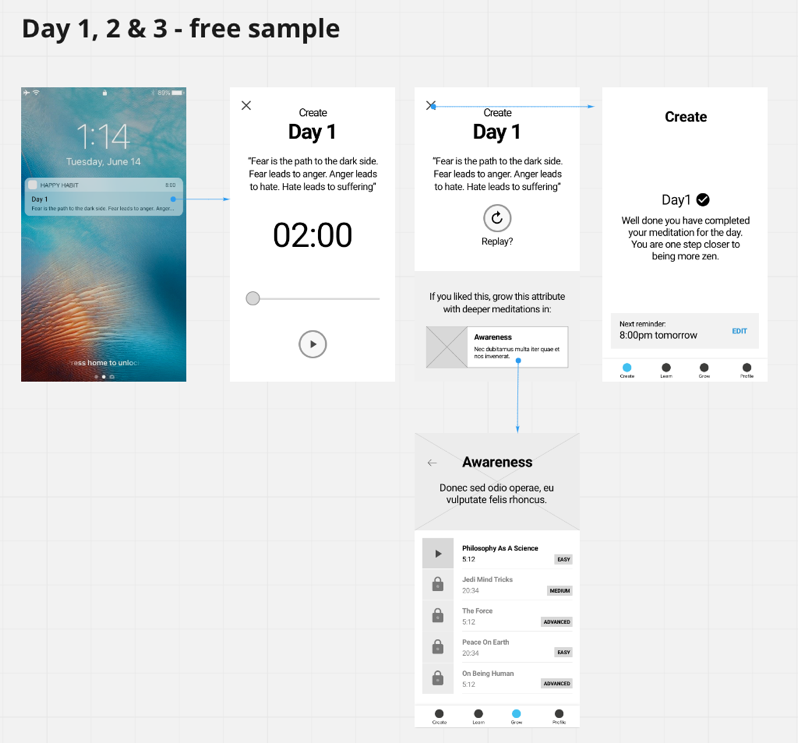 Day 1, 2 & 3 - free sample
88%
1:14
Tuesday, June 14
HAPPY HABIT
Day 1
Fear is the path to the dark side. Fear leads to anger. Anger...
press home to unloc
Create
Day 1
"Fear is the path to the dark side.
Fear leads to anger. Anger leads
to hate. Hate leads to suffering"
02:00
Create
Day 1
"Fear is the path to the dark side.
Fear leads to anger. Anger leads
to hate. Hate leads to suffering"
Replay?
If you liked this, grow this attribute
with deeper meditations in:
Awareness
Nec dubitamus multa iter quae et
nos invenerat.
Create
Day1
Well done you have completed
your meditation for the day.
You are one step closer to
being more zen.
Next reminder:
8:00pm tomorrow
EDIT
Create
Learn
Grow
Profile
Awareness
Donec sed odio operae, eu
vulputate felis rhoncus.
Philosophy As A Science
5:12
EASY
Jedi Mind Tricks
20:34
MEDIUM
The Force
5:12
ADVANCED
Peace On Earth
20:34
EASY
On Being Human
5:12
ADVANCED
Create
Learn
Grow
Profile